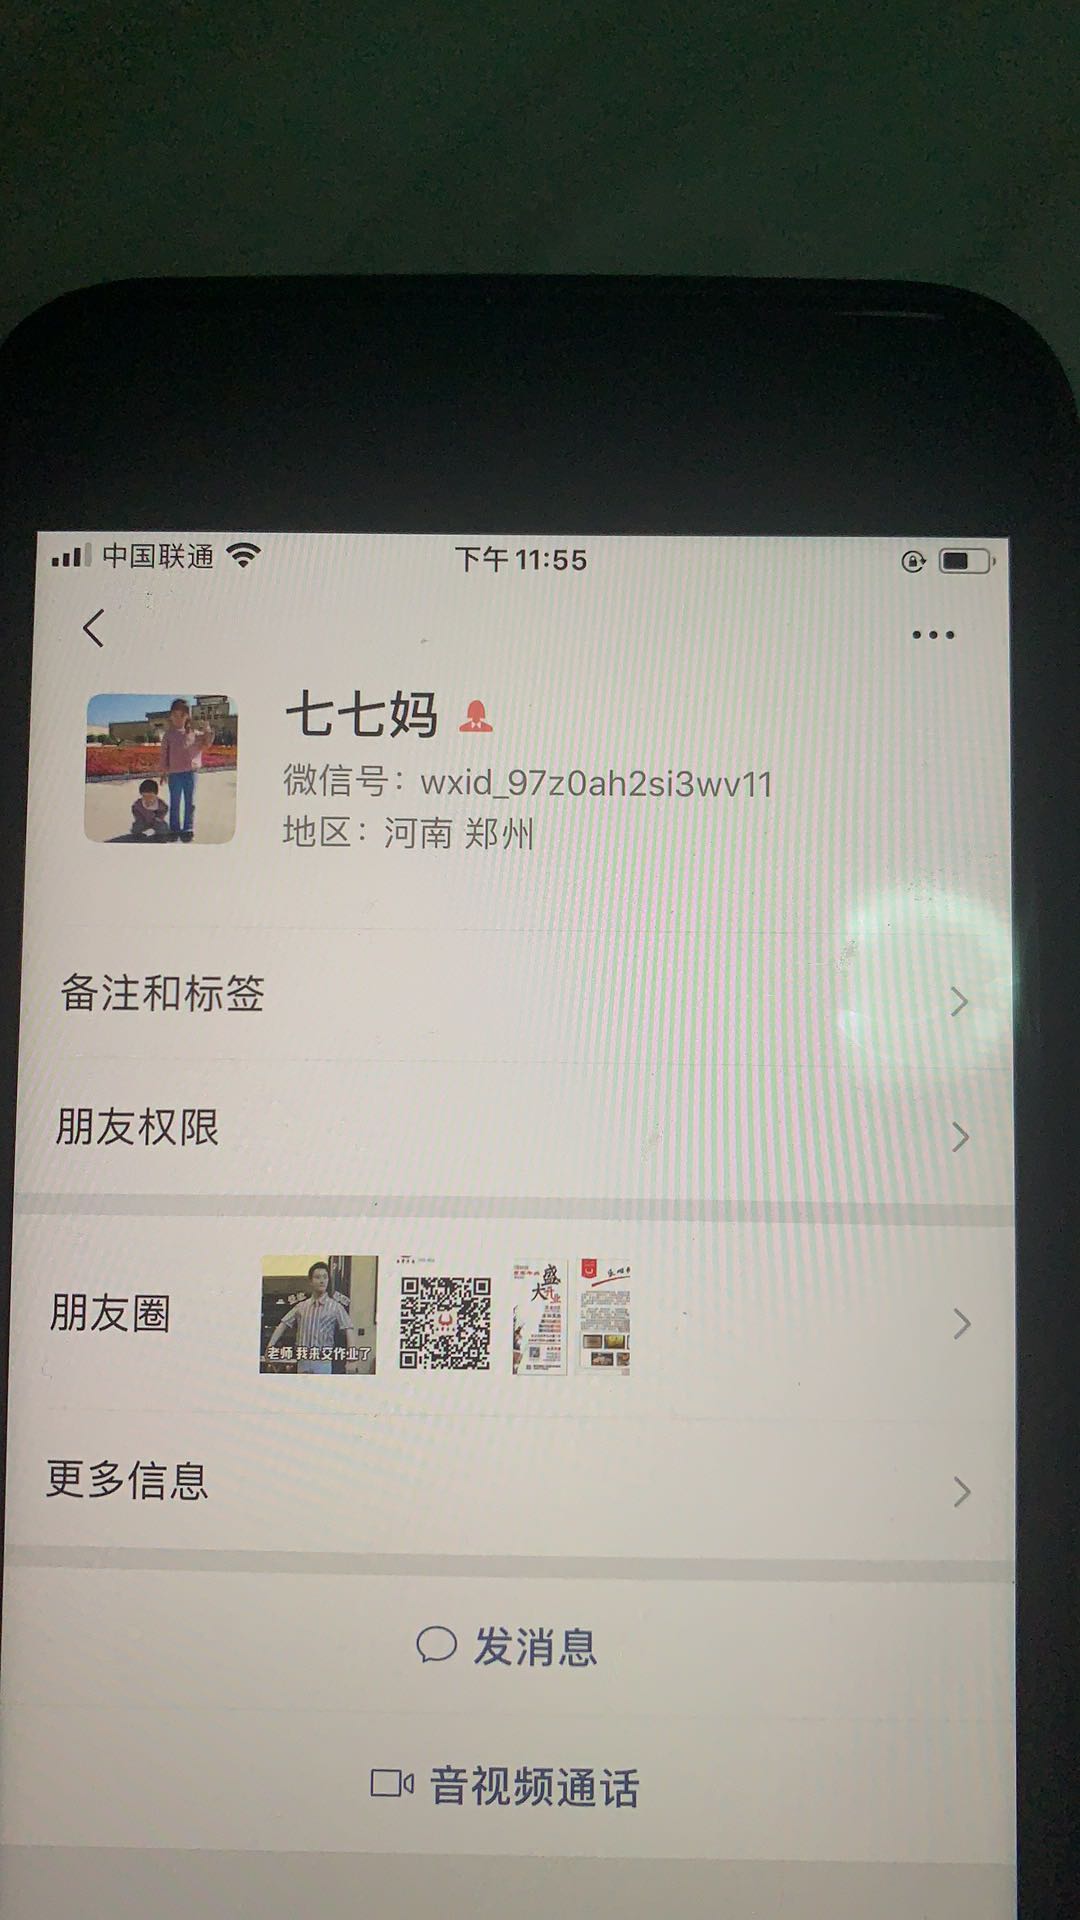 中国联通
下午 11:55
七七妈
微信号：wxid_97z0ah2si3wv11
地区：河南 郑州
备注和标签
朋友权限
朋友圈
老师 我来交作业了
盛
大开业
更多信息
发消息
音视频通话